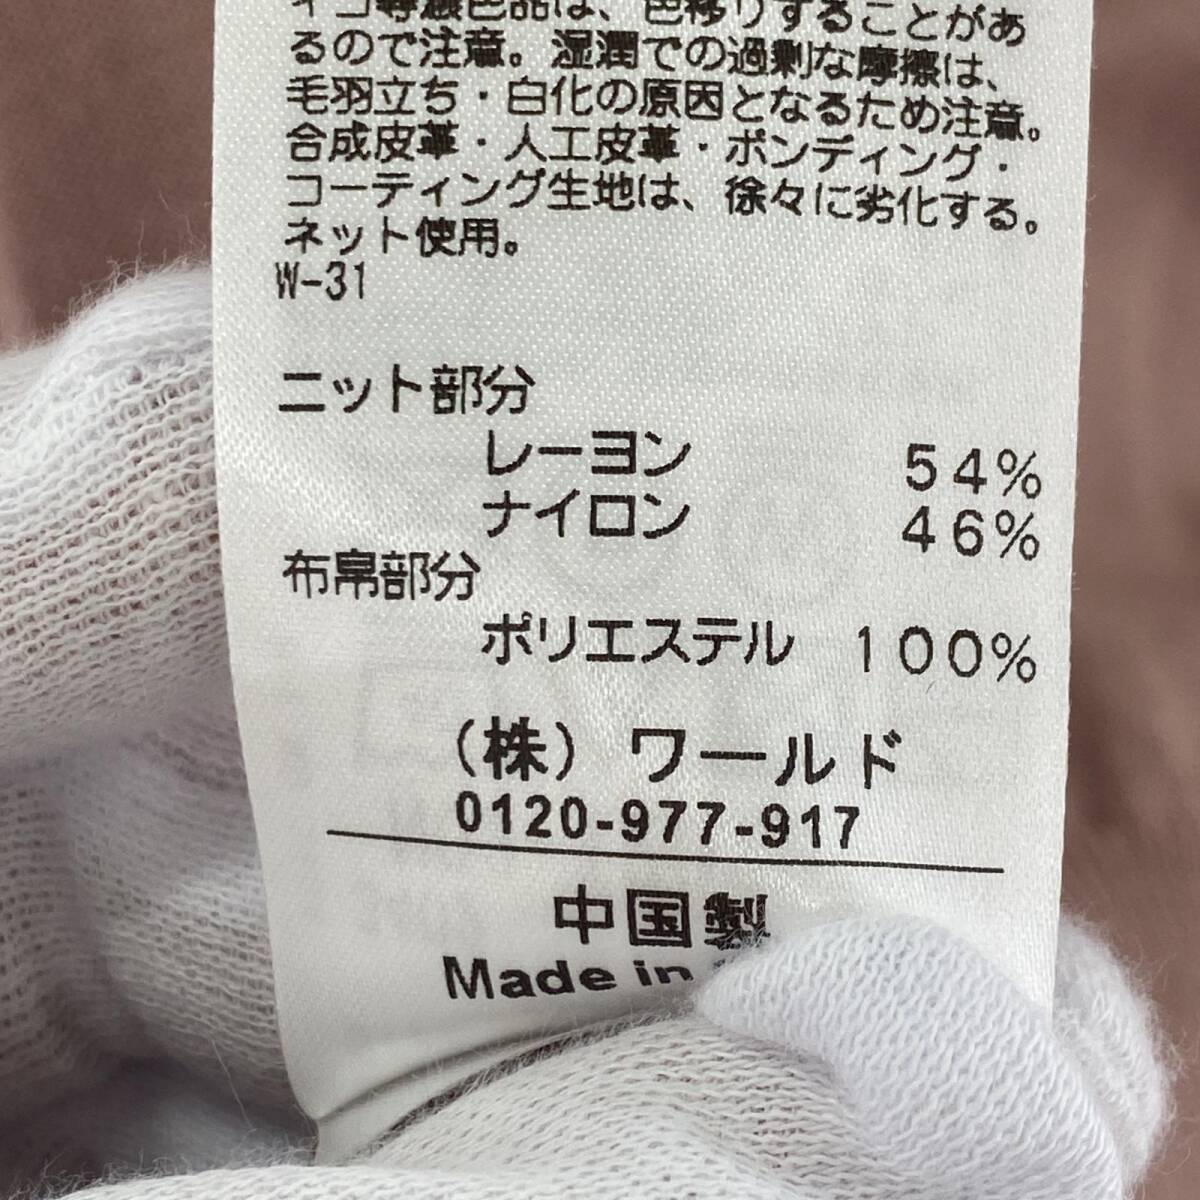 等濃色品は、色移りすることがあ
るので注意。湿潤での過剰な摩擦は、
毛羽立ち・白化の原因となるため注意。
合成皮革・人工皮革・ボンディング・
コーティング生地は、徐々に劣化する。
ネット使用。
W-31
ニット部分
レーヨン 54%
ナイロン 46%
布帛部分
ポリエステル 100%
(株) ワールド
0120-977-917
中国製
Made in